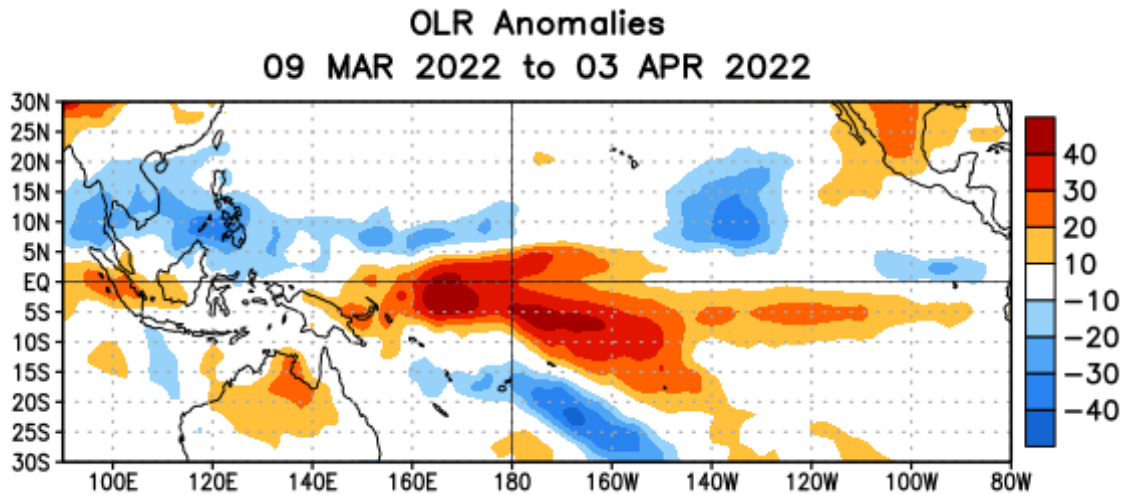 OLR Anomalies
09 MAR 2022 to 03 APR 2022
30N
25N
20N
15N
10N
5N
EQ
5S
10S
15S
20S
25S
30S
100E 120E 140E 160E 180 160W 140W 120W 100W 80W
40
30
20
10
-10
-20
-30
-40